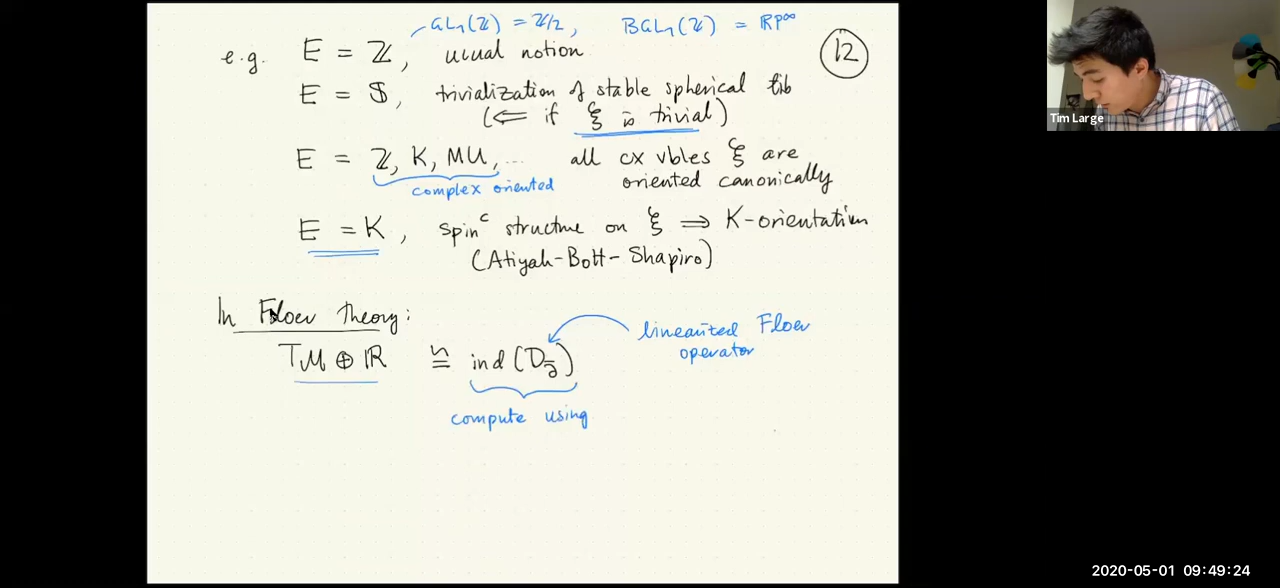 GL₁(ℤ) = ℤ/2, BGL₁(ℤ) = ℝP^∞
e.g. E = ℤ, usual notion
12
E = 𝕊, trivialization of stable spherical fib
(⇐ if ξ is trivial)
E = ℤ, K, MU, ... all cx vbles ξ are
complex oriented oriented canonically
E = K, spin^c structure on ξ ⇒ K-orientation
(Atiyah-Bott-Shapiro)
In Floer theory:
linearized Floer
operator
TM ⊕ ℝ ≅ ind(D_∂̄)
compute using
Tim Large
2020-05-01 09:49:24